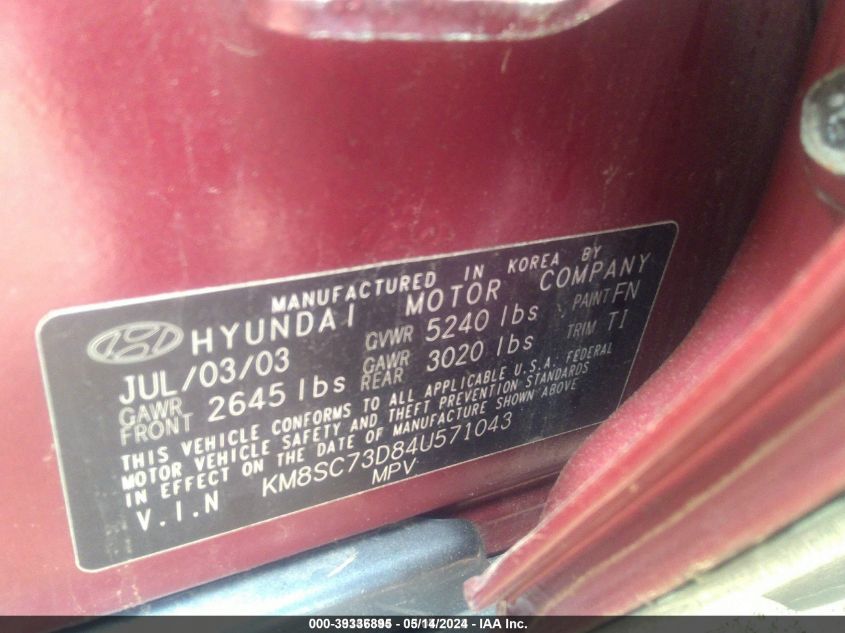 MANUFACTURED IN KOREA BY
HYUNDAI MOTOR COMPANY
JUL/03/03 GVWR 5240 lbs PAINT FN
GAWR FRONT 2645 lbs GAWR REAR 3020 lbs TRIM TI
THIS VEHICLE CONFORMS TO ALL APPLICABLE U.S.A. FEDERAL
MOTOR VEHICLE SAFETY AND THEFT PREVENTION STANDARDS
IN EFFECT ON THE DATE OF MANUFACTURE SHOWN ABOVE
V.I.N KM8SC73D84U571043
MPV
000-39336895 - 05/14/2024 - IAA Inc.